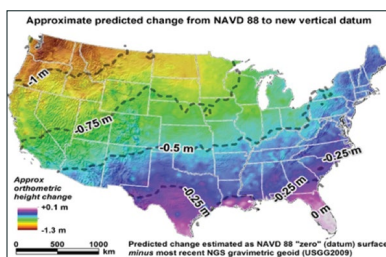 Approximate predicted change from NAVD 88 to new vertical datum
-1 m
-0.75 m
-0.5 m
-0.25 m
-0.25 m
-0.25 m
0 m
Approx
orthometric
height change
+0.1 m
-1.3 m
0
500
1000
km
Predicted change estimated as NAVD 88 "zero" (datum) surface
minus most recent NGS gravimetric geoid (USGG2009)